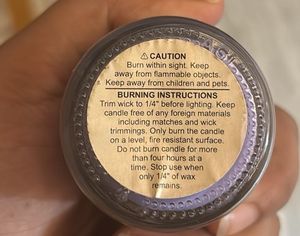 ⚠ CAUTION
Burn within sight. Keep
away from flammable objects.
Keep away from children and pets.
BURNING INSTRUCTIONS
Trim wick to 1/4" before lighting. Keep
candle free of any foreign materials
including matches and wick
trimmings. Only burn the candle
on a level, fire resistant surface.
Do not burn candle for more than
four hours at a
time. Stop use when
only 1/4" of wax
remains.